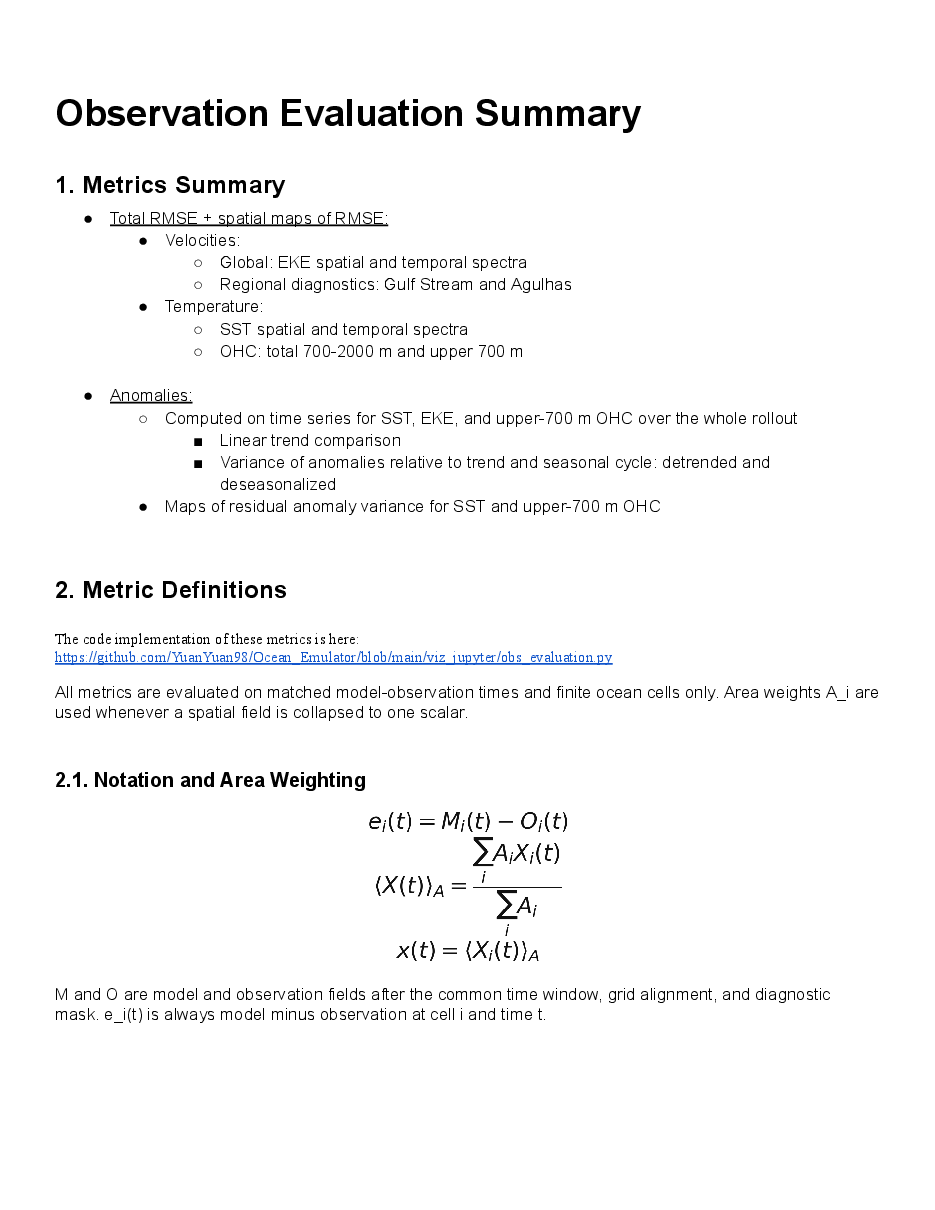 Observation Evaluation Summary
1. Metrics Summary
● Total RMSE + spatial maps of RMSE:
● Velocities:
○ Global: EKE spatial and temporal spectra
○ Regional diagnostics: Gulf Stream and Agulhas
● Temperature:
○ SST spatial and temporal spectra
○ OHC: total 700-2000 m and upper 700 m
● Anomalies:
○ Computed on time series for SST, EKE, and upper-700 m OHC over the whole rollout
■ Linear trend comparison
■ Variance of anomalies relative to trend and seasonal cycle: detrended and
deseasonalized
● Maps of residual anomaly variance for SST and upper-700 m OHC
2. Metric Definitions
The code implementation of these metrics is here:
https://github.com/YuanYuan98/Ocean_Emulator/blob/main/viz_jupyter/obs_evaluation.py
All metrics are evaluated on matched model-observation times and finite ocean cells only. Area weights A_i are
used whenever a spatial field is collapsed to one scalar.
2.1. Notation and Area Weighting
e_i(t) = M_i(t) − O_i(t)
⟨X(t)⟩_A = ∑_i A_i X_i(t) / ∑_i A_i
x(t) = ⟨X_i(t)⟩_A
M and O are model and observation fields after the common time window, grid alignment, and diagnostic
mask. e_i(t) is always model minus observation at cell i and time t.